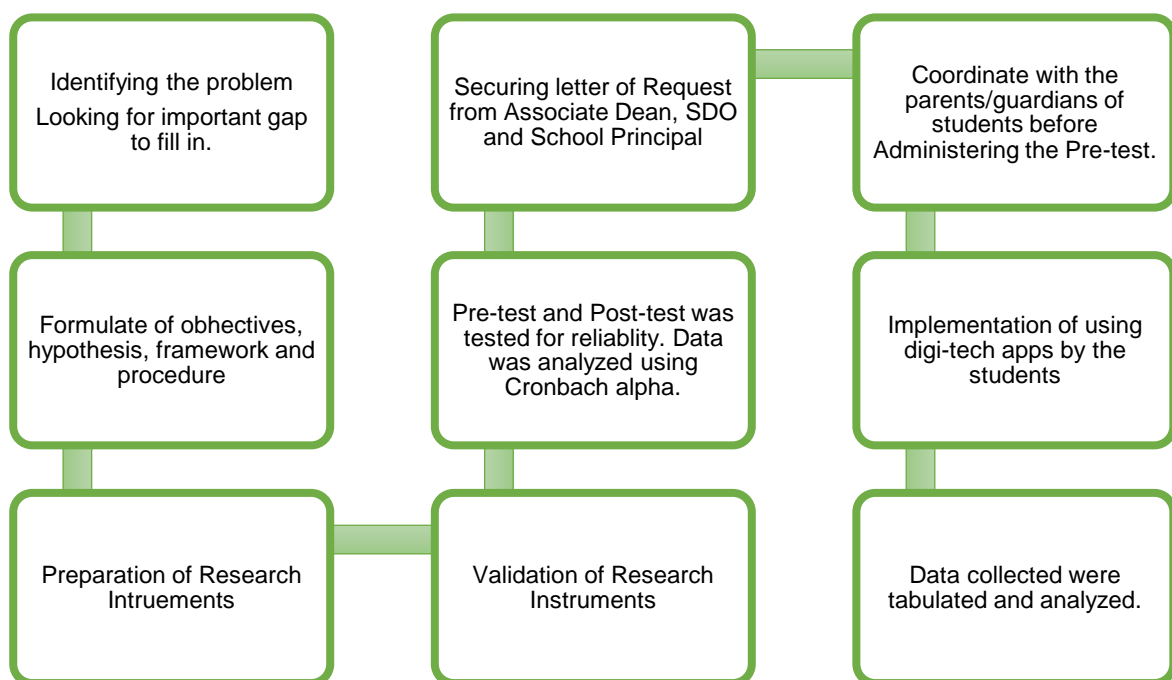 Identifying the problem
Looking for important gap
to fill in.
Formulate of obhectives,
hypothesis, framework and
procedure
Preparation of Research
Intruements
Validation of Research
Instruments
Pre-test and Post-test was
tested for reliablity. Data
was analyzed using
Cronbach alpha.
Securing letter of Request
from Associate Dean, SDO
and School Principal
Coordinate with the
parents/guardians of
students before
Administering the Pre-test.
Implementation of using
digi-tech apps by the
students
Data collected were
tabulated and analyzed.